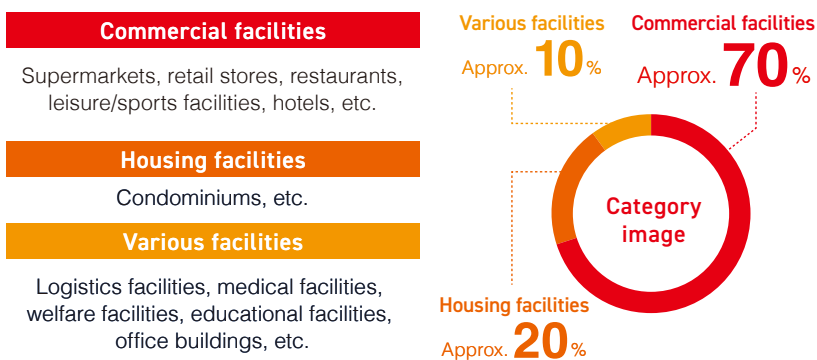 Commercial facilities
Supermarkets, retail stores, restaurants,
leisure/sports facilities, hotels, etc.
Housing facilities
Condominiums, etc.
Various facilities
Logistics facilities, medical facilities,
welfare facilities, educational facilities,
office buildings, etc.
Various facilities
Approx. 10%
Commercial facilities
Approx. 70%
Category
image
Housing facilities
Approx. 20%